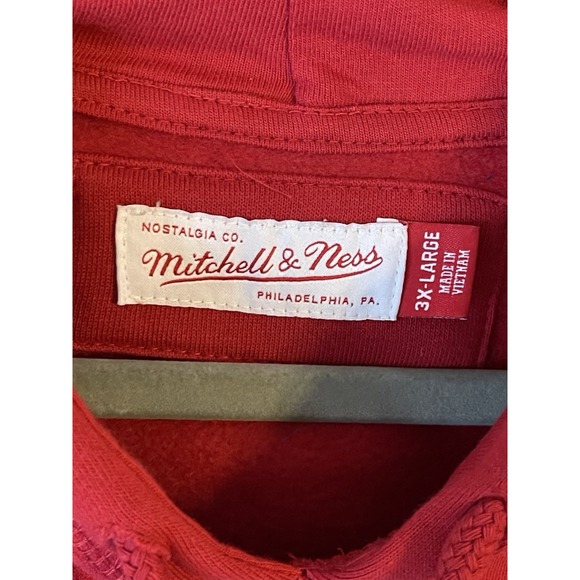 NOSTALGIA CO.
Mitchell & Ness
PHILADELPHIA, PA.
3X-LARGE
MADE IN
VIETNAM